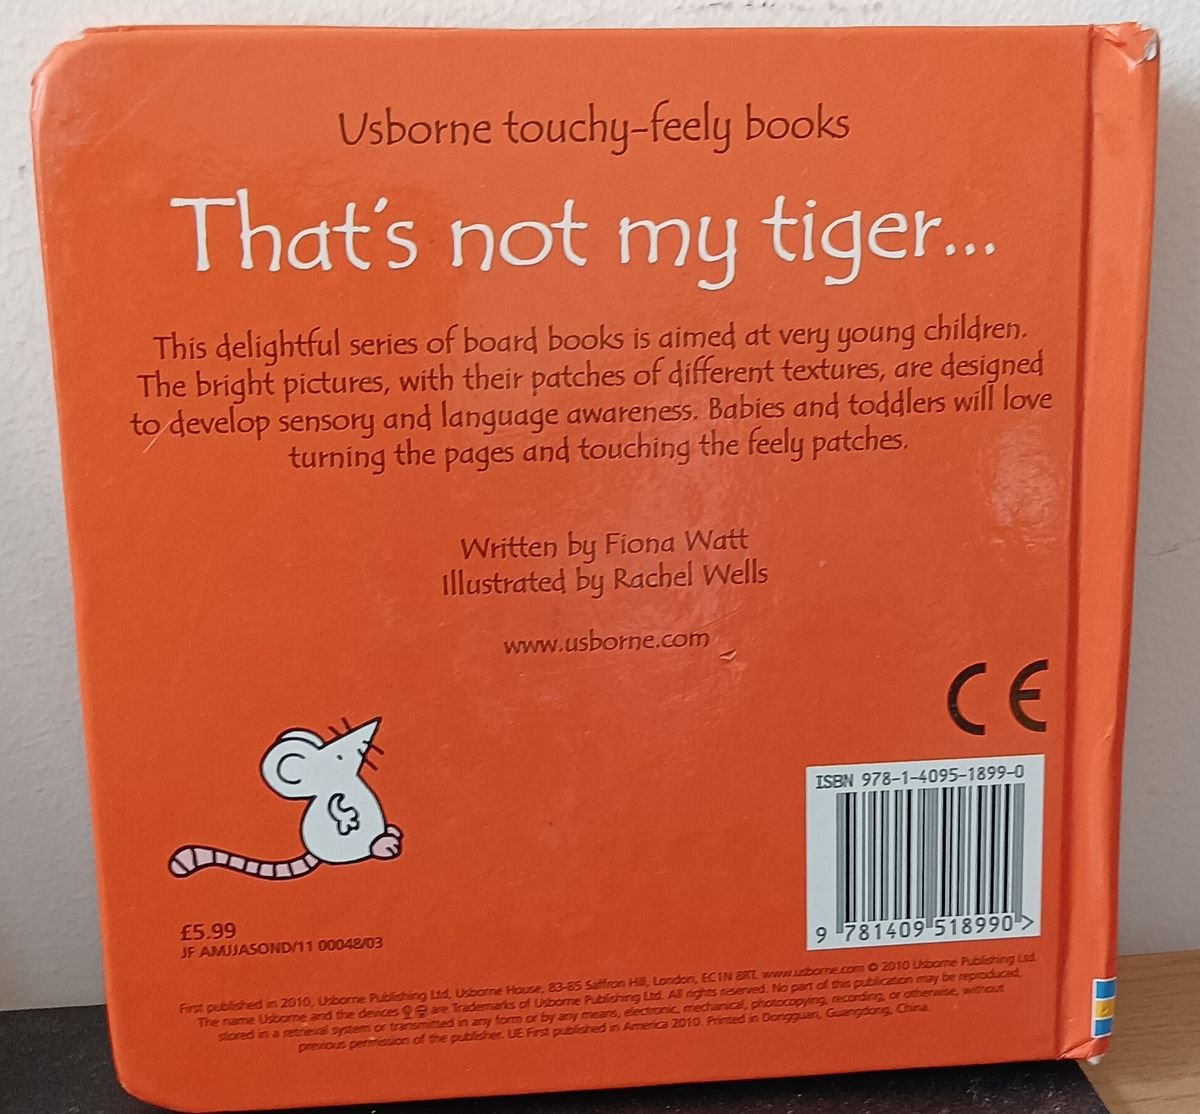 Usborne touchy-feely books
That's not my tiger...
This delightful series of board books is aimed at very young children.
The bright pictures, with their patches of different textures, are designed
to develop sensory and language awareness. Babies and toddlers will love
turning the pages and touching the feely patches.
Written by Fiona Watt
Illustrated by Rachel Wells
www.usborne.com
CE
ISBN 978-1-4095-1899-0
9 781409 518990 >
£5.99
JF AMJJASOND/11 00048/03
First published in 2010, Usborne Publishing Ltd, Usborne House, 83-85 Saffron Hill, London, EC1N 8RT. www.usborne.com © 2010 Usborne Publishing Ltd.
The name Usborne and the devices are Trademarks of Usborne Publishing Ltd. All rights reserved. No part of this publication may be reproduced,
stored in a retrieval system or transmitted in any form or by any means, electronic, mechanical, photocopying, recording, or otherwise, without
previous permission of the publisher. UE First published in America 2010. Printed in Dongguan, Guangdong, China.